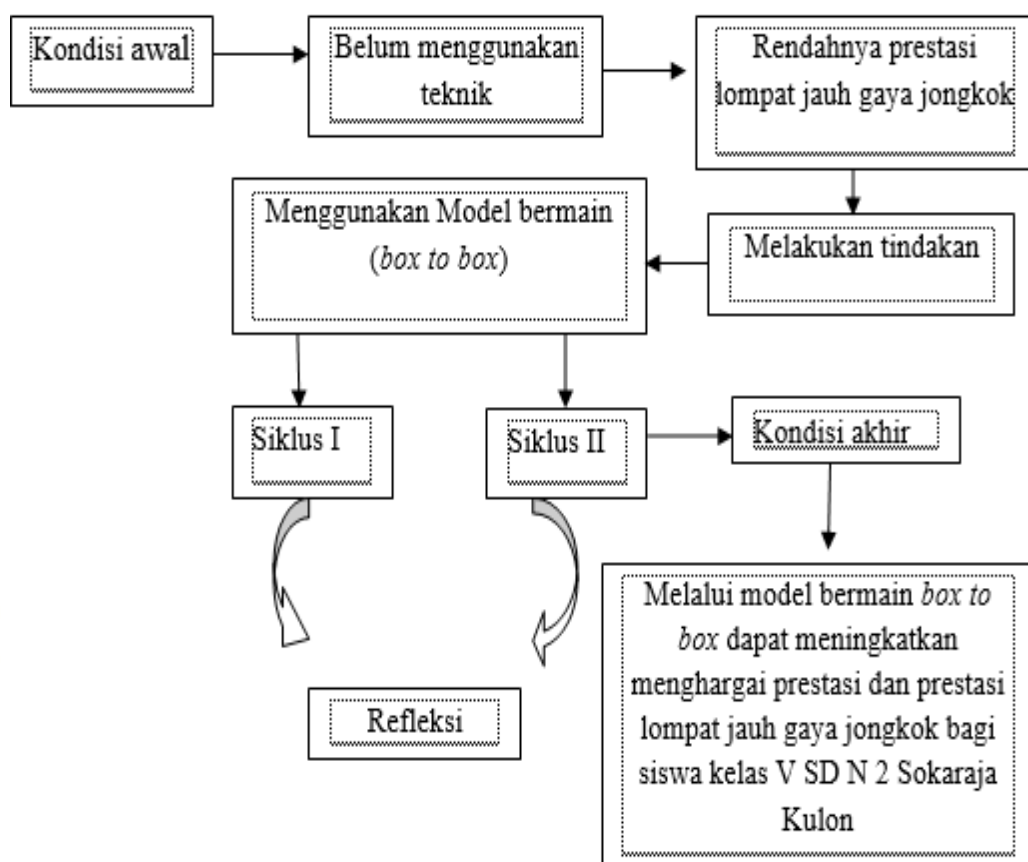 Kondisi awal
Belum menggunakan
teknik
Rendahnya prestasi
lompat jauh gaya jongkok
Melakukan tindakan
Menggunakan Model bermain
(box to box)
Siklus I
Siklus II
Kondisi akhir
Refleksi
Melalui model bermain box to
box dapat meningkatkan
menghargai prestasi dan prestasi
lompat jauh gaya jongkok bagi
siswa kelas V SD N 2 Sokaraja
Kulon